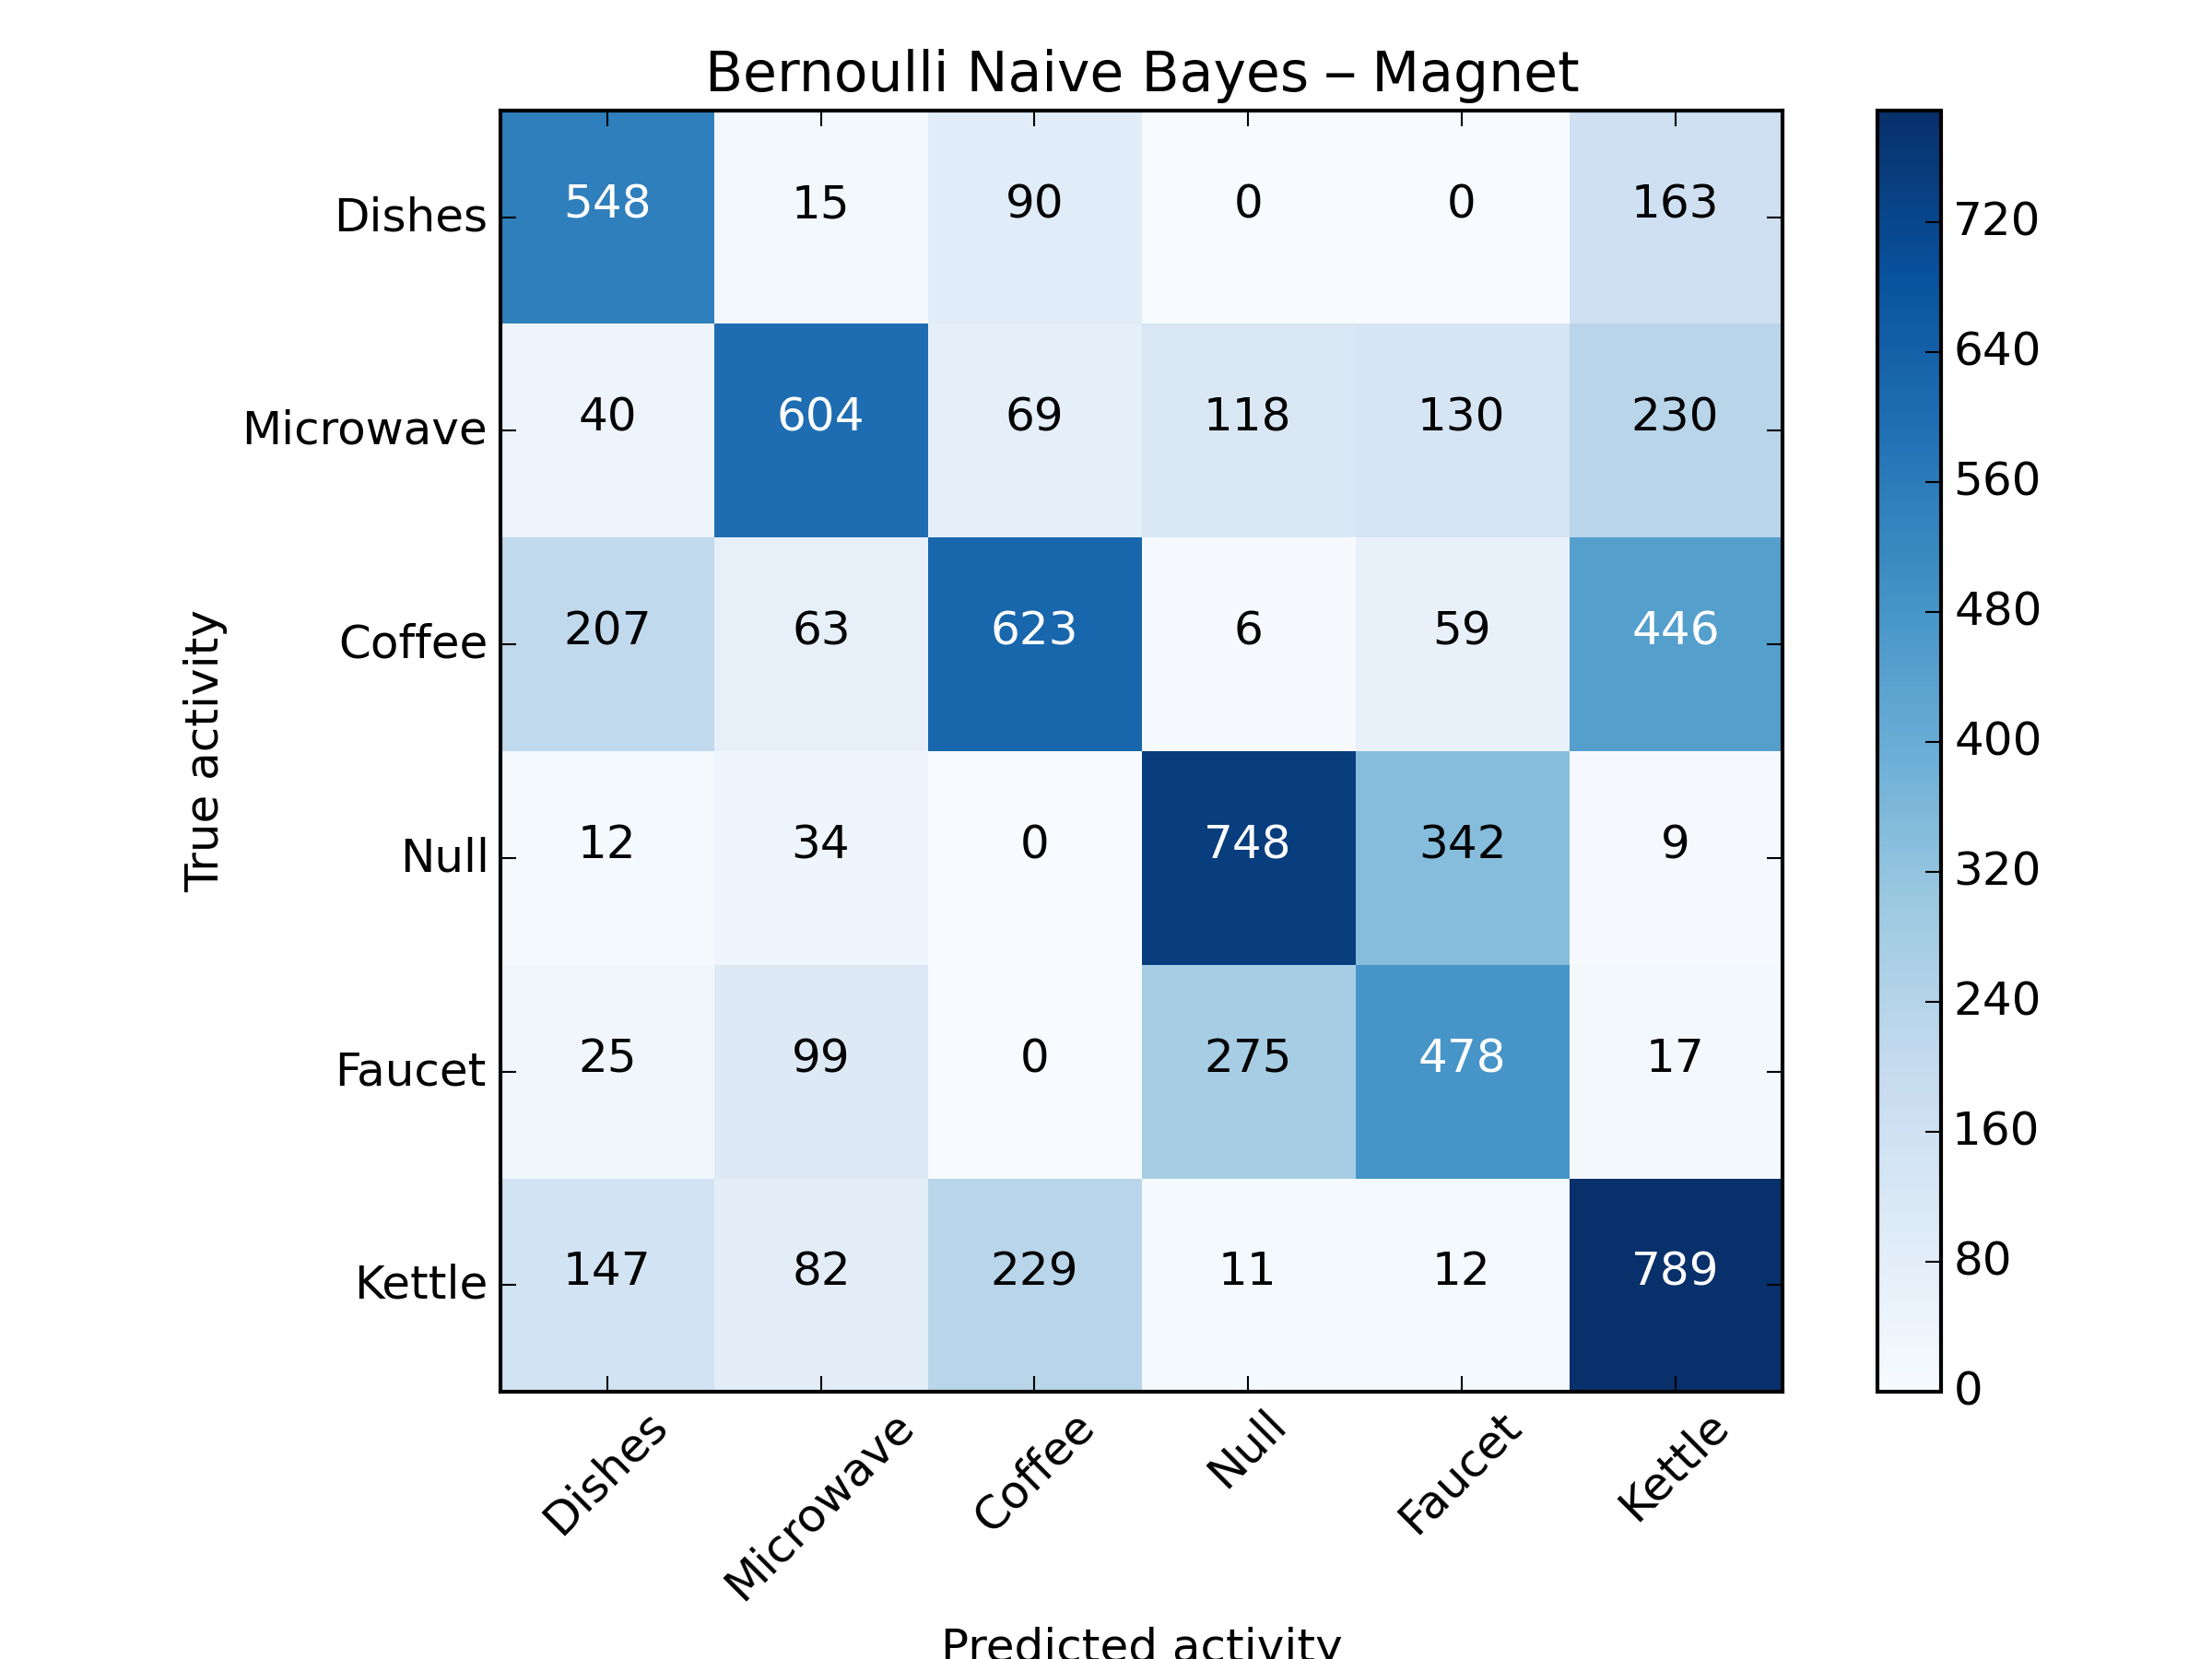 Bernoulli Naive Bayes – Magnet
Dishes 548 15 90 0 0 163
Microwave 40 604 69 118 130 230
Coffee 207 63 623 6 59 446
Null 12 34 0 748 342 9
Faucet 25 99 0 275 478 17
Kettle 147 82 229 11 12 789
True activity
Dishes Microwave Coffee Null Faucet Kettle
Predicted activity
720
640
560
480
400
320
240
160
80
0